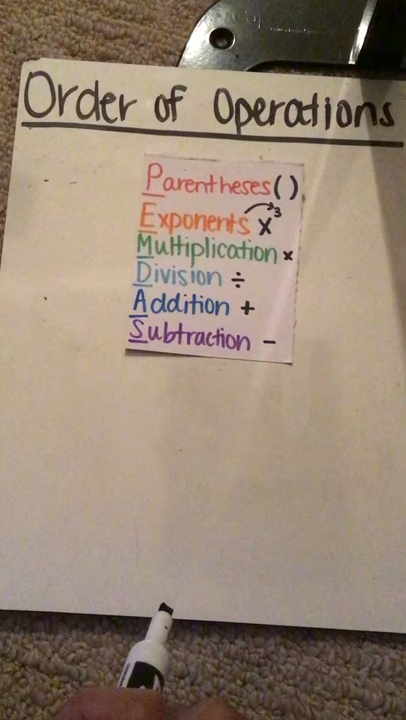 Order of Operations
Parentheses ( )
Exponents x³
Multiplication ×
Division ÷
Addition +
Subtraction -